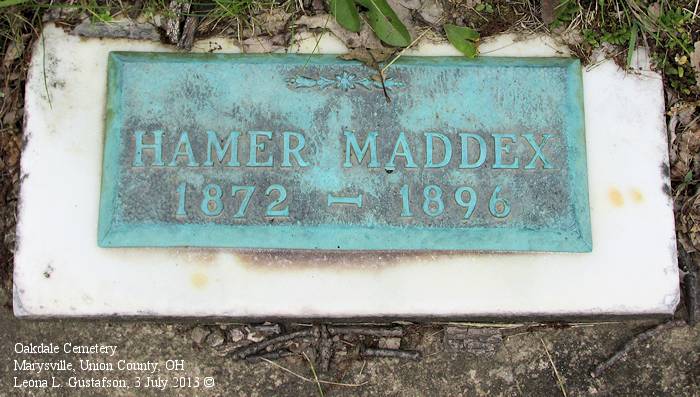 HAMER MADDEX
1872 — 1896
Oakdale Cemetery
Marysville, Union County, OH
Leona L. Gustafson, 3 July 2013 ©